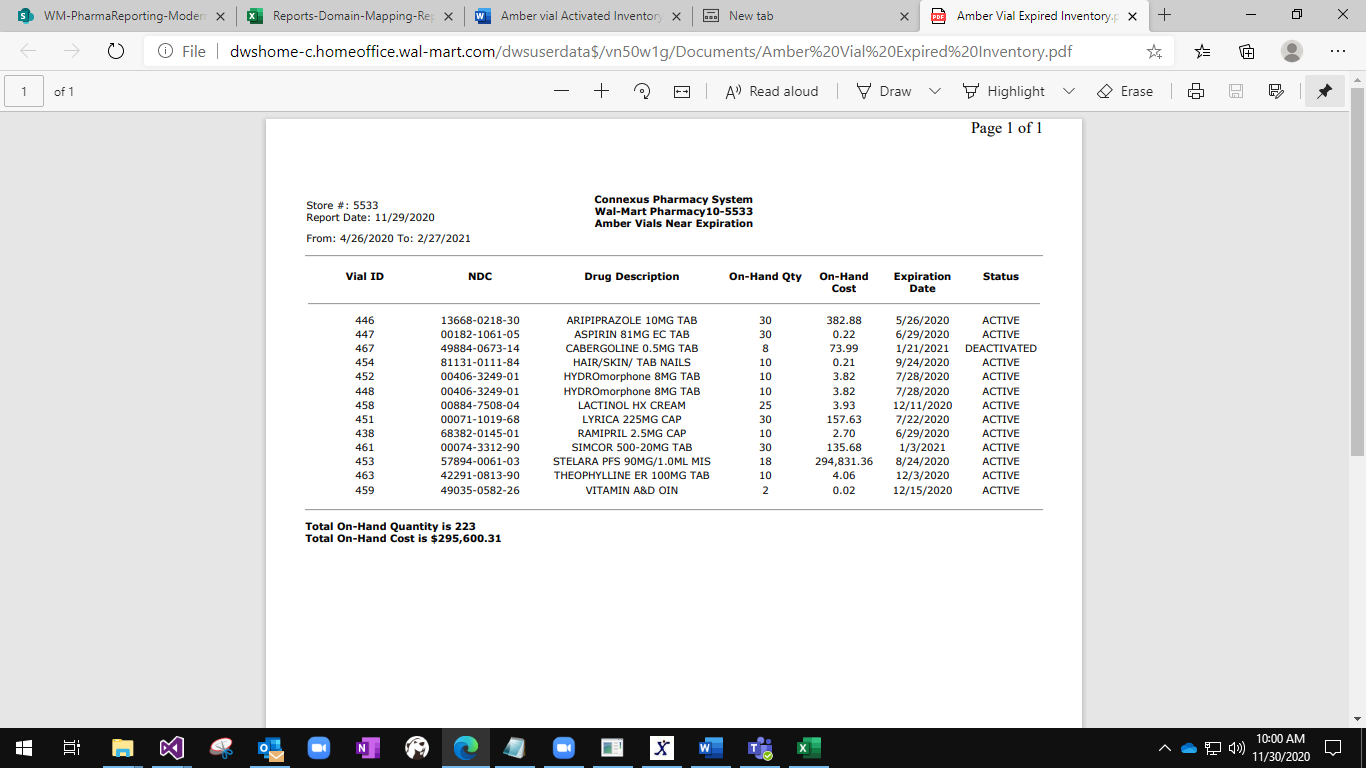 WM-PharmaReporting-Modern
Reports-Domain-Mapping-Rep
Amber vial Activated Inventory
New tab
Amber Vial Expired Inventory.p
File dwshome-c.homeoffice.wal-mart.com/dwsuserdata$/vn50w1g/Documents/Amber%20Vial%20Expired%20Inventory.pdf
1 of 1 Read aloud Draw Highlight Erase
Page 1 of 1
Store #: 5533
Report Date: 11/29/2020
From: 4/26/2020 To: 2/27/2021
Connexus Pharmacy System
Wal-Mart Pharmacy10-5533
Amber Vials Near Expiration
Vial ID NDC Drug Description On-Hand Qty On-Hand Cost Expiration Date Status
446 13668-0218-30 ARIPIPRAZOLE 10MG TAB 30 382.88 5/26/2020 ACTIVE
447 00182-1061-05 ASPIRIN 81MG EC TAB 30 0.22 6/29/2020 ACTIVE
467 49884-0673-14 CABERGOLINE 0.5MG TAB 8 73.99 1/21/2021 DEACTIVATED
454 81131-0111-84 HAIR/SKIN/ TAB NAILS 10 0.21 9/24/2020 ACTIVE
452 00406-3249-01 HYDROmorphone 8MG TAB 10 3.82 7/28/2020 ACTIVE
448 00406-3249-01 HYDROmorphone 8MG TAB 10 3.82 7/28/2020 ACTIVE
458 00884-7508-04 LACTINOL HX CREAM 25 3.93 12/11/2020 ACTIVE
451 00071-1019-68 LYRICA 225MG CAP 30 157.63 7/22/2020 ACTIVE
438 68382-0145-01 RAMIPRIL 2.5MG CAP 10 2.70 6/29/2020 ACTIVE
461 00074-3312-90 SIMCOR 500-20MG TAB 30 135.68 1/3/2021 ACTIVE
453 57894-0061-03 STELARA PFS 90MG/1.0ML MIS 18 294,831.36 8/24/2020 ACTIVE
463 42291-0813-90 THEOPHYLLINE ER 100MG TAB 10 4.06 12/3/2020 ACTIVE
459 49035-0582-26 VITAMIN A&D OIN 2 0.02 12/15/2020 ACTIVE
Total On-Hand Quantity is 223
Total On-Hand Cost is $295,600.31
10:00 AM
11/30/2020